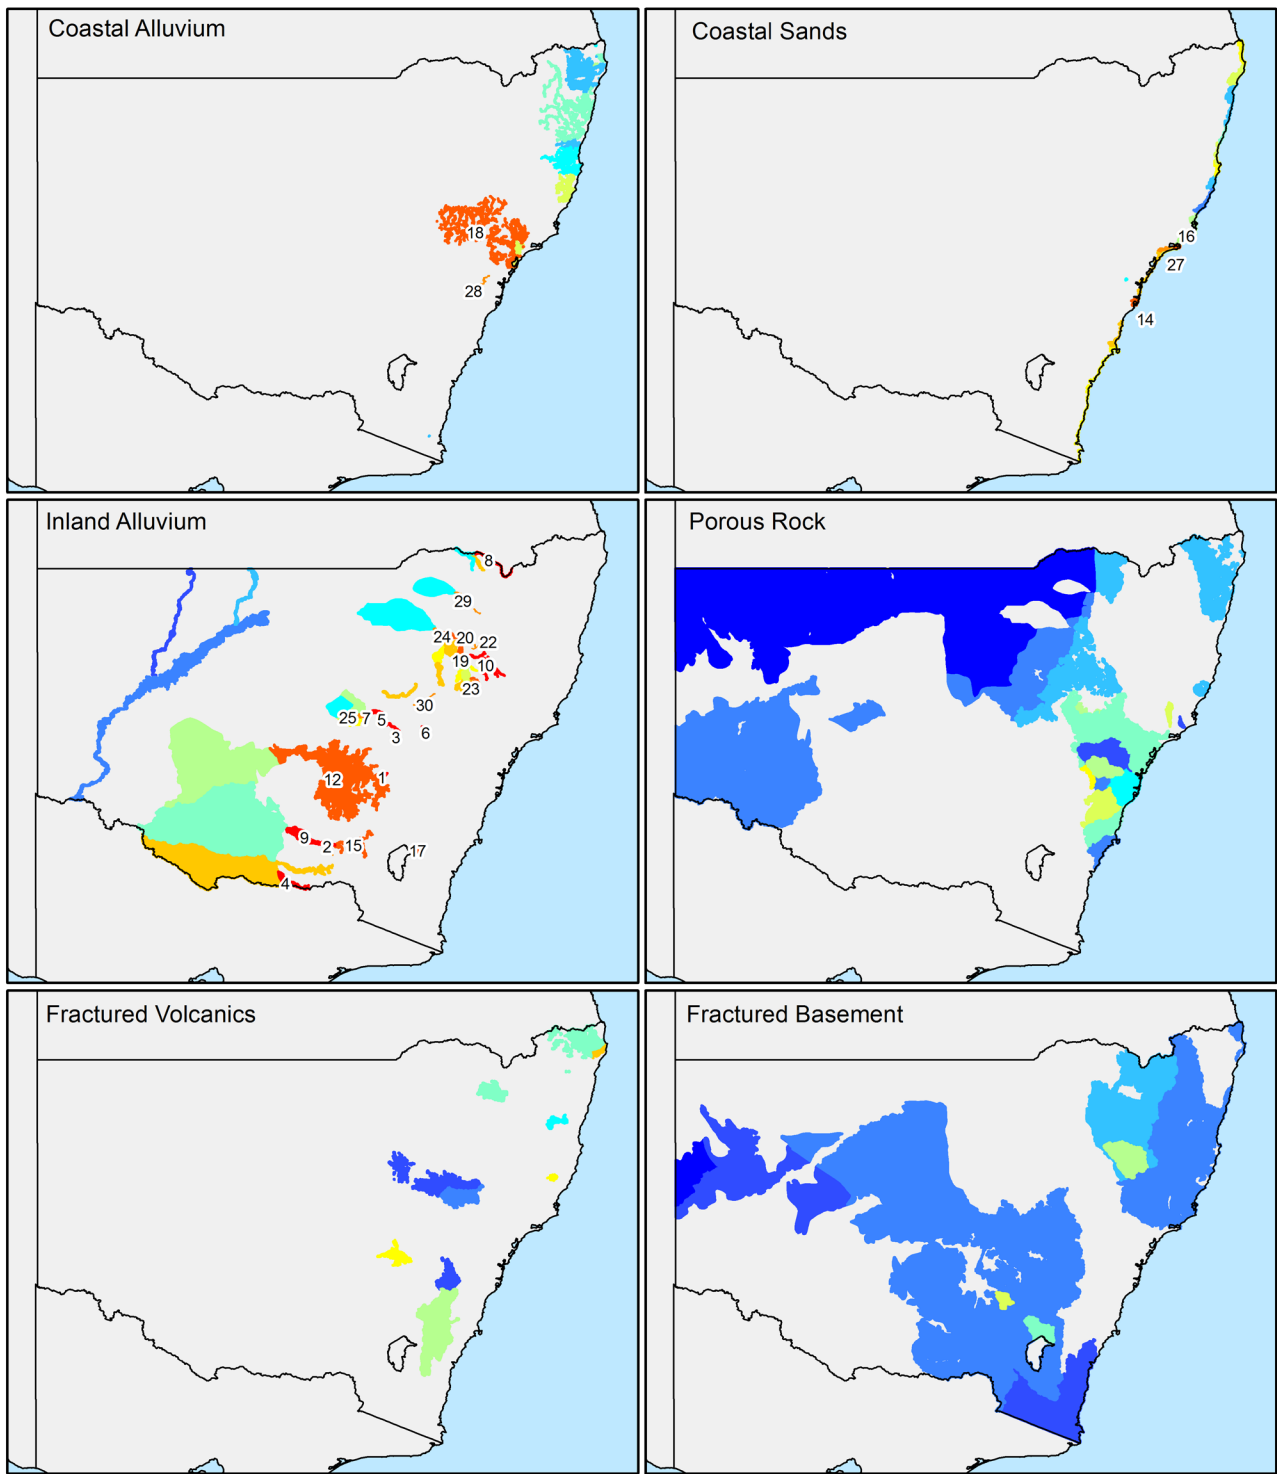 Coastal Alluvium
18
28
Coastal Sands
16
27
14
Inland Alluvium
8
29
24 20 22
19 10
23
30
25 7 5
3 6
12 1
9 2 15 17
4
Porous Rock
Fractured Volcanics
Fractured Basement